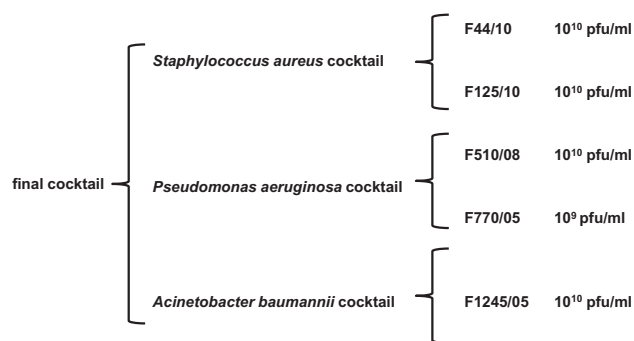 F44/10 10¹⁰ pfu/ml
Staphylococcus aureus cocktail
F125/10 10¹⁰ pfu/ml
F510/08 10¹⁰ pfu/ml
final cocktail
Pseudomonas aeruginosa cocktail
F770/05 10⁹ pfu/ml
Acinetobacter baumannii cocktail
F1245/05 10¹⁰ pfu/ml